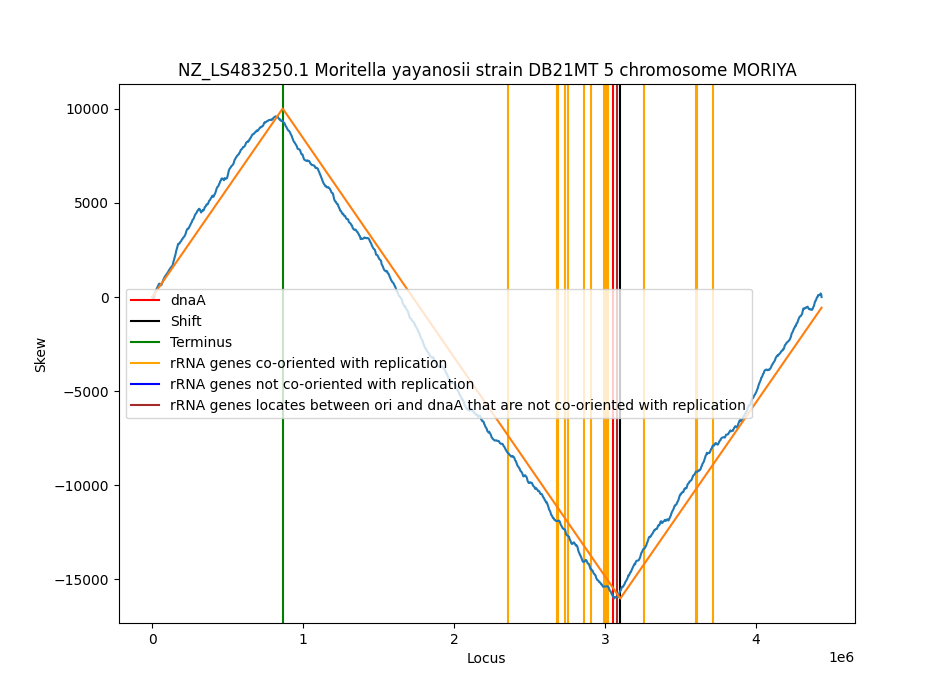 NZ_LS483250.1 Moritella yayanosii strain DB21MT 5 chromosome MORIYA
10000
5000
0
−5000
−10000
−15000
Skew
dnaA
Shift
Terminus
rRNA genes co-oriented with replication
rRNA genes not co-oriented with replication
rRNA genes locates between ori and dnaA that are not co-oriented with replication
0 1 2 3 4
1e6
Locus